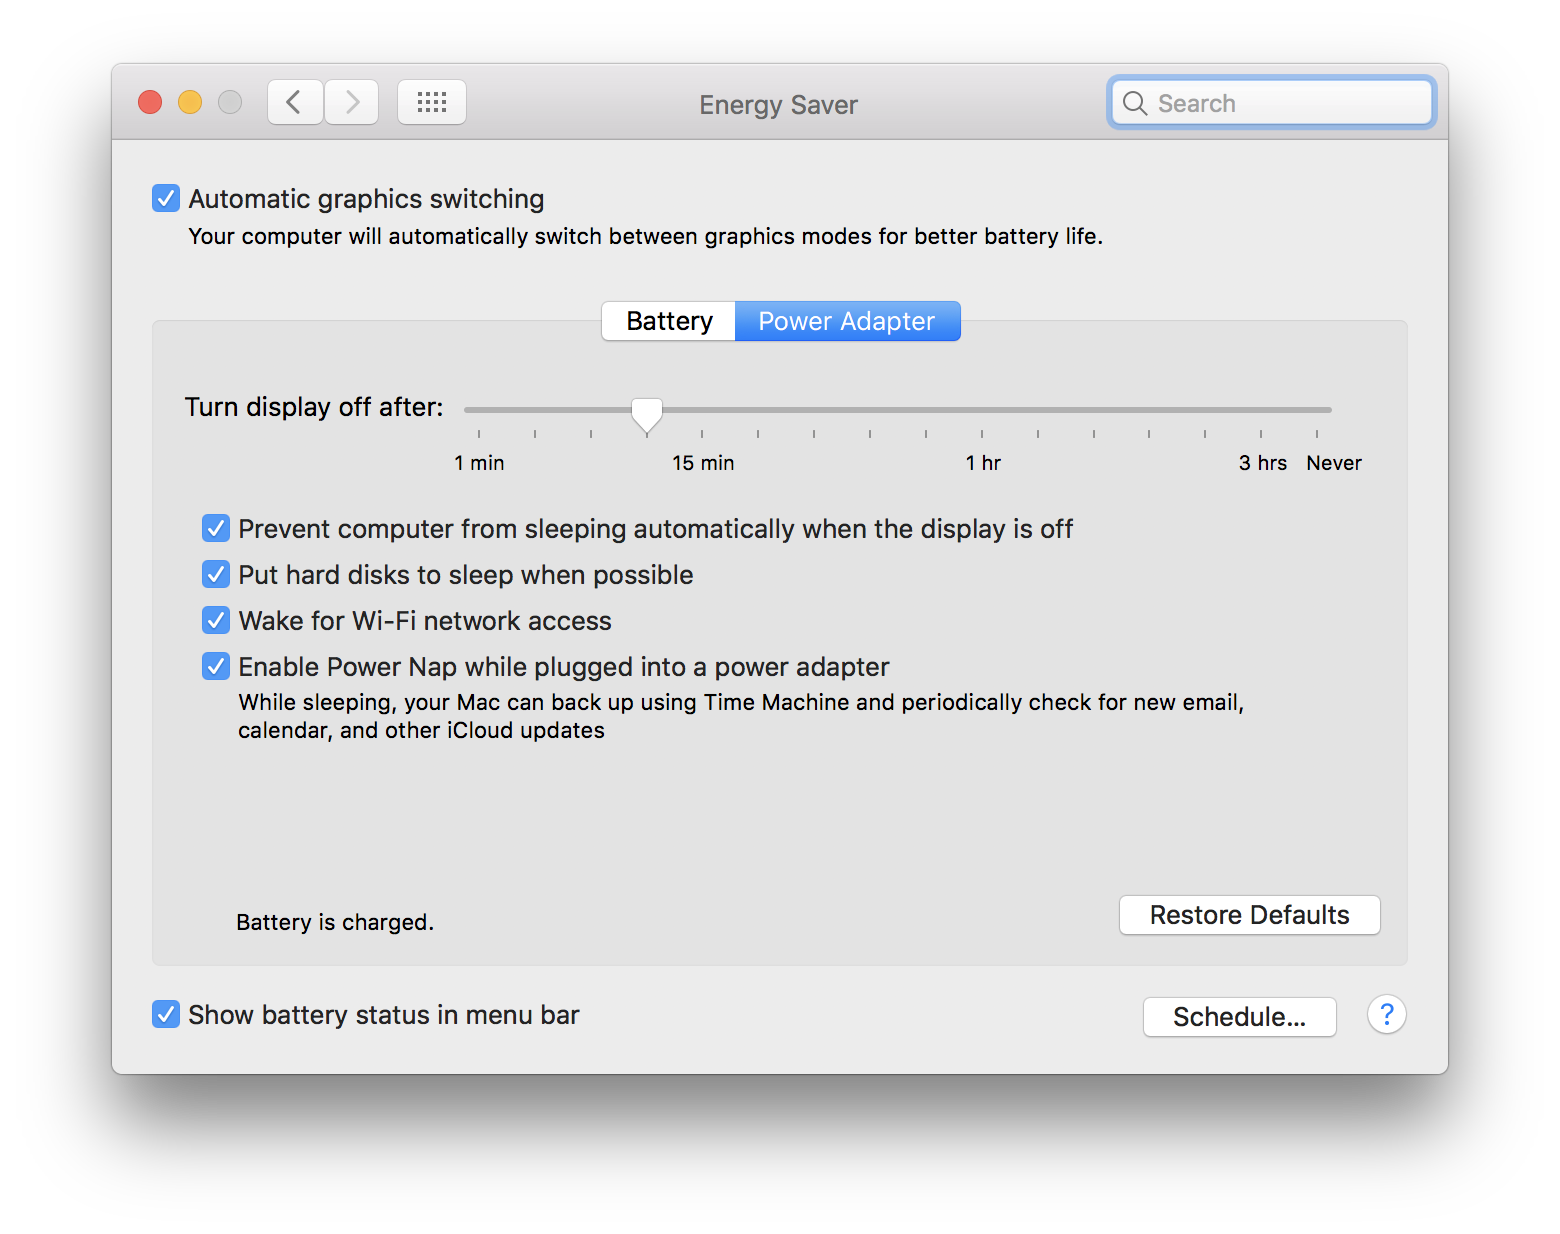 Energy Saver
Search
Automatic graphics switching
Your computer will automatically switch between graphics modes for better battery life.
Battery
Power Adapter
Turn display off after:
1 min
15 min
1 hr
3 hrs
Never
Prevent computer from sleeping automatically when the display is off
Put hard disks to sleep when possible
Wake for Wi-Fi network access
Enable Power Nap while plugged into a power adapter
While sleeping, your Mac can back up using Time Machine and periodically check for new email,
calendar, and other iCloud updates
Battery is charged.
Restore Defaults
Show battery status in menu bar
Schedule...
?